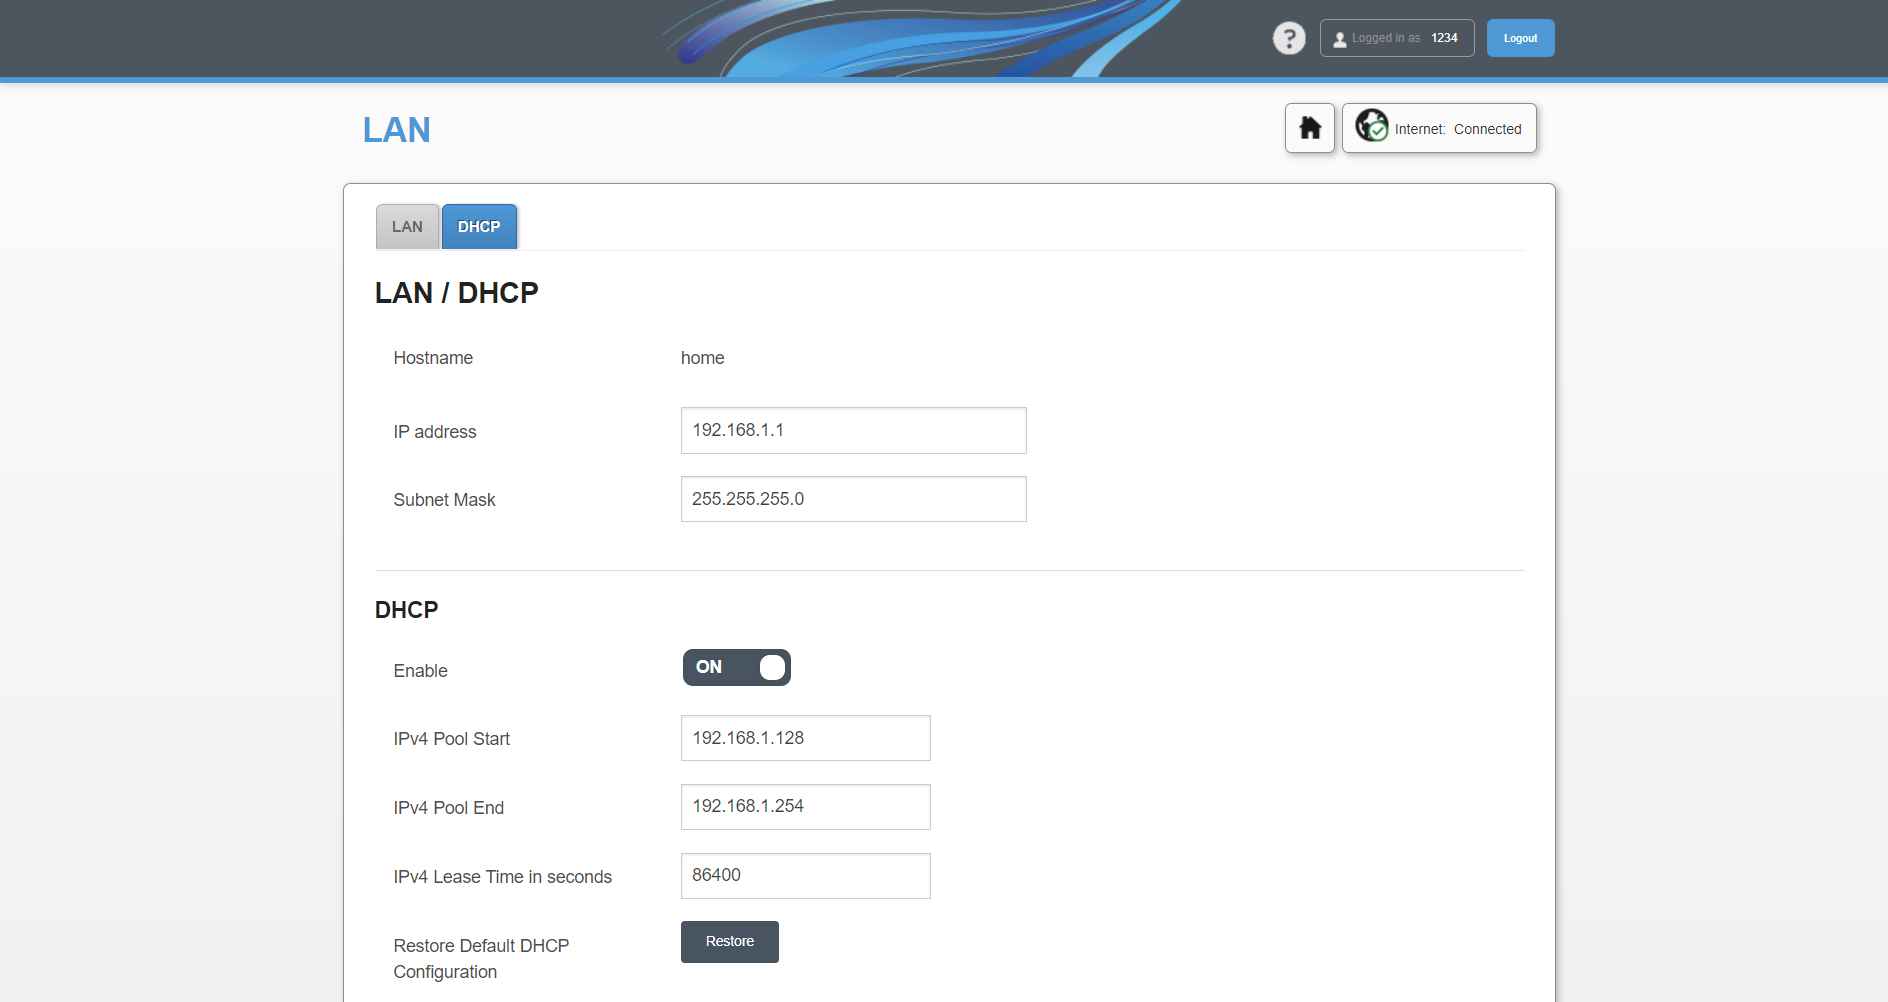 ?
Logged in as 1234
Logout
LAN
Internet: Connected
LAN
DHCP
LAN / DHCP
Hostname
home
IP address
192.168.1.1
Subnet Mask
255.255.255.0
DHCP
Enable
ON
IPv4 Pool Start
192.168.1.128
IPv4 Pool End
192.168.1.254
IPv4 Lease Time in seconds
86400
Restore Default DHCP
Configuration
Restore